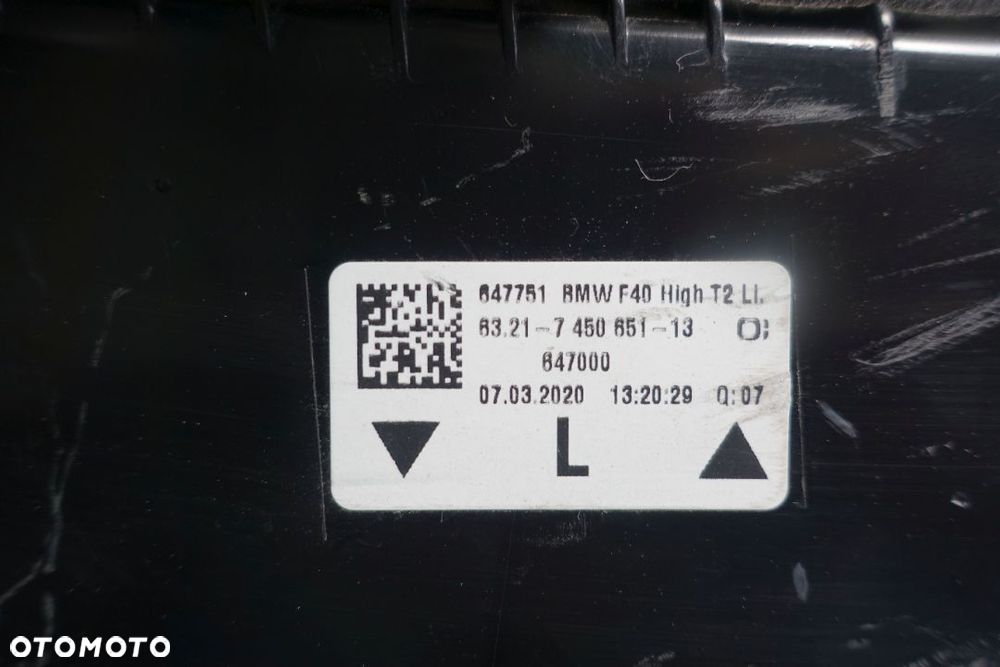 647751 BMW F40 High T2 LI.
63.21-7 450 651-13 O;
647000
07.03.2020 13:20:29 Q:07
L
OTOMOTO